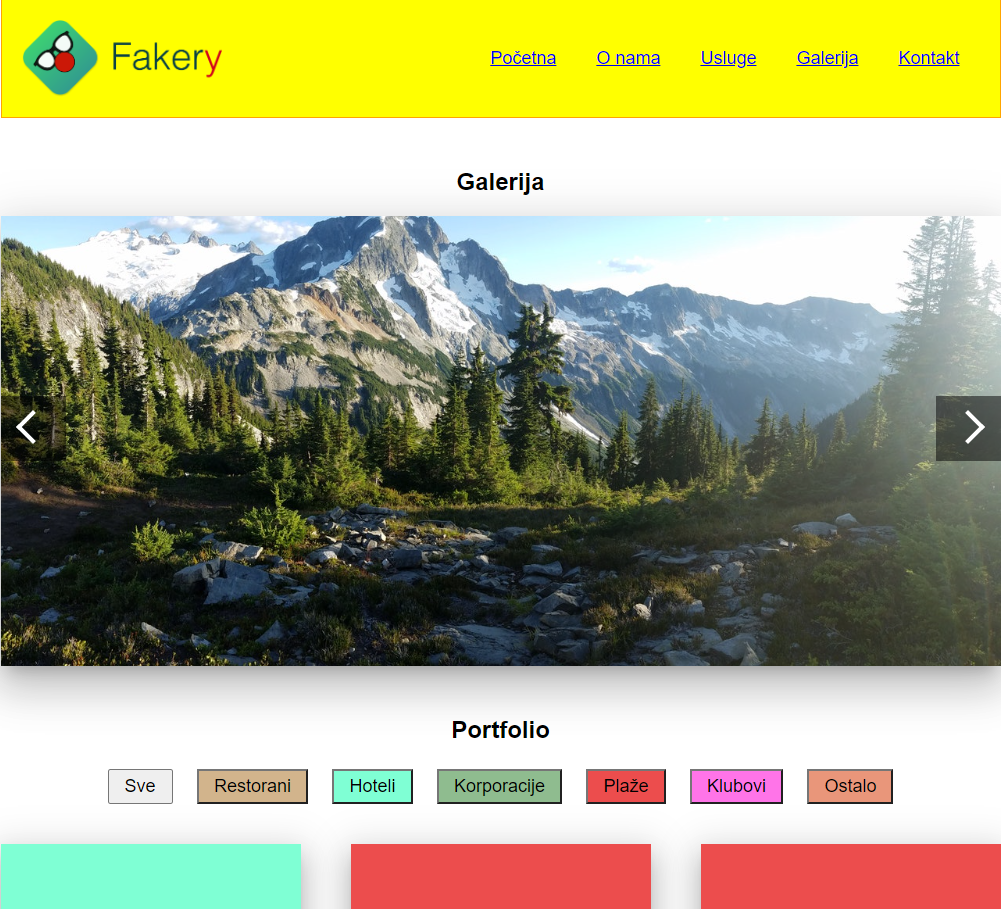 Fakery
Početna O nama Usluge Galerija Kontakt
Galerija
Portfolio
Sve Restorani Hoteli Korporacije Plaže Klubovi Ostalo